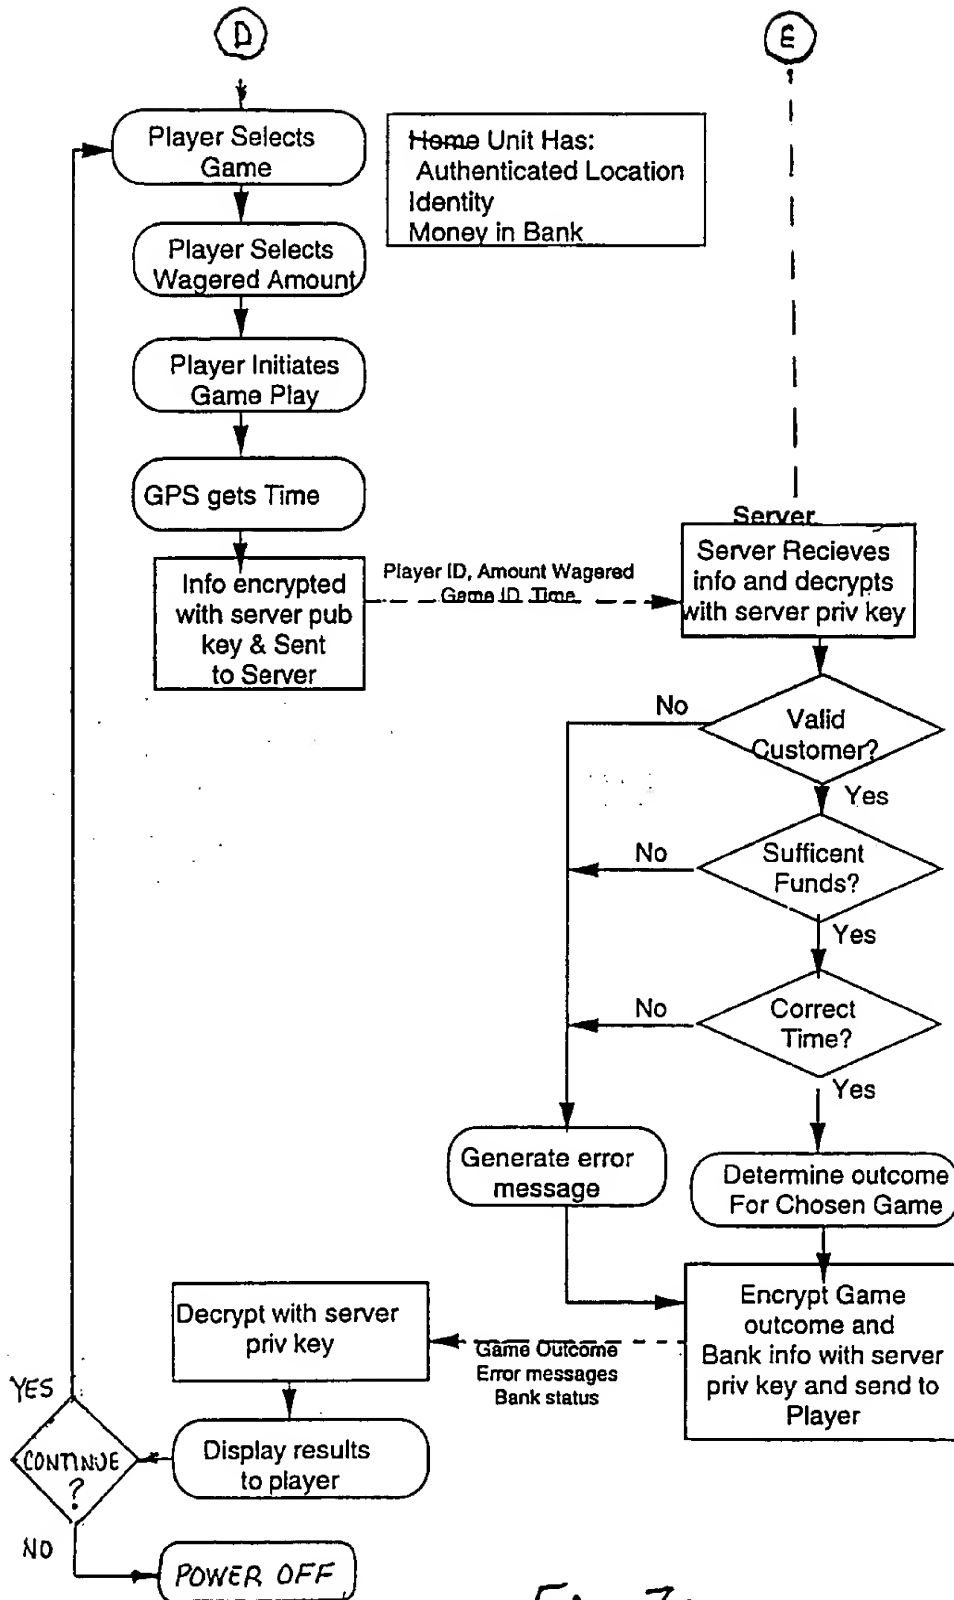 D
E
Player Selects
Game
Home Unit Has:
Authenticated Location
Identity
Money in Bank
Player Selects
Wagered Amount
Player Initiates
Game Play
GPS gets Time
Info encrypted
with server pub
key & Sent
to Server
Player ID, Amount Wagered
Game ID, Time
Server
Server Recieves
info and decrypts
with server priv key
Valid
Customer?
No
Yes
Sufficent
Funds?
No
Yes
Correct
Time?
No
Yes
Generate error
message
Determine outcome
For Chosen Game
Encrypt Game
outcome and
Bank info with server
priv key and send to
Player
Game Outcome
Error messages
Bank status
Decrypt with server
priv key
Display results
to player
YES
CONTINUE
?
NO
POWER OFF